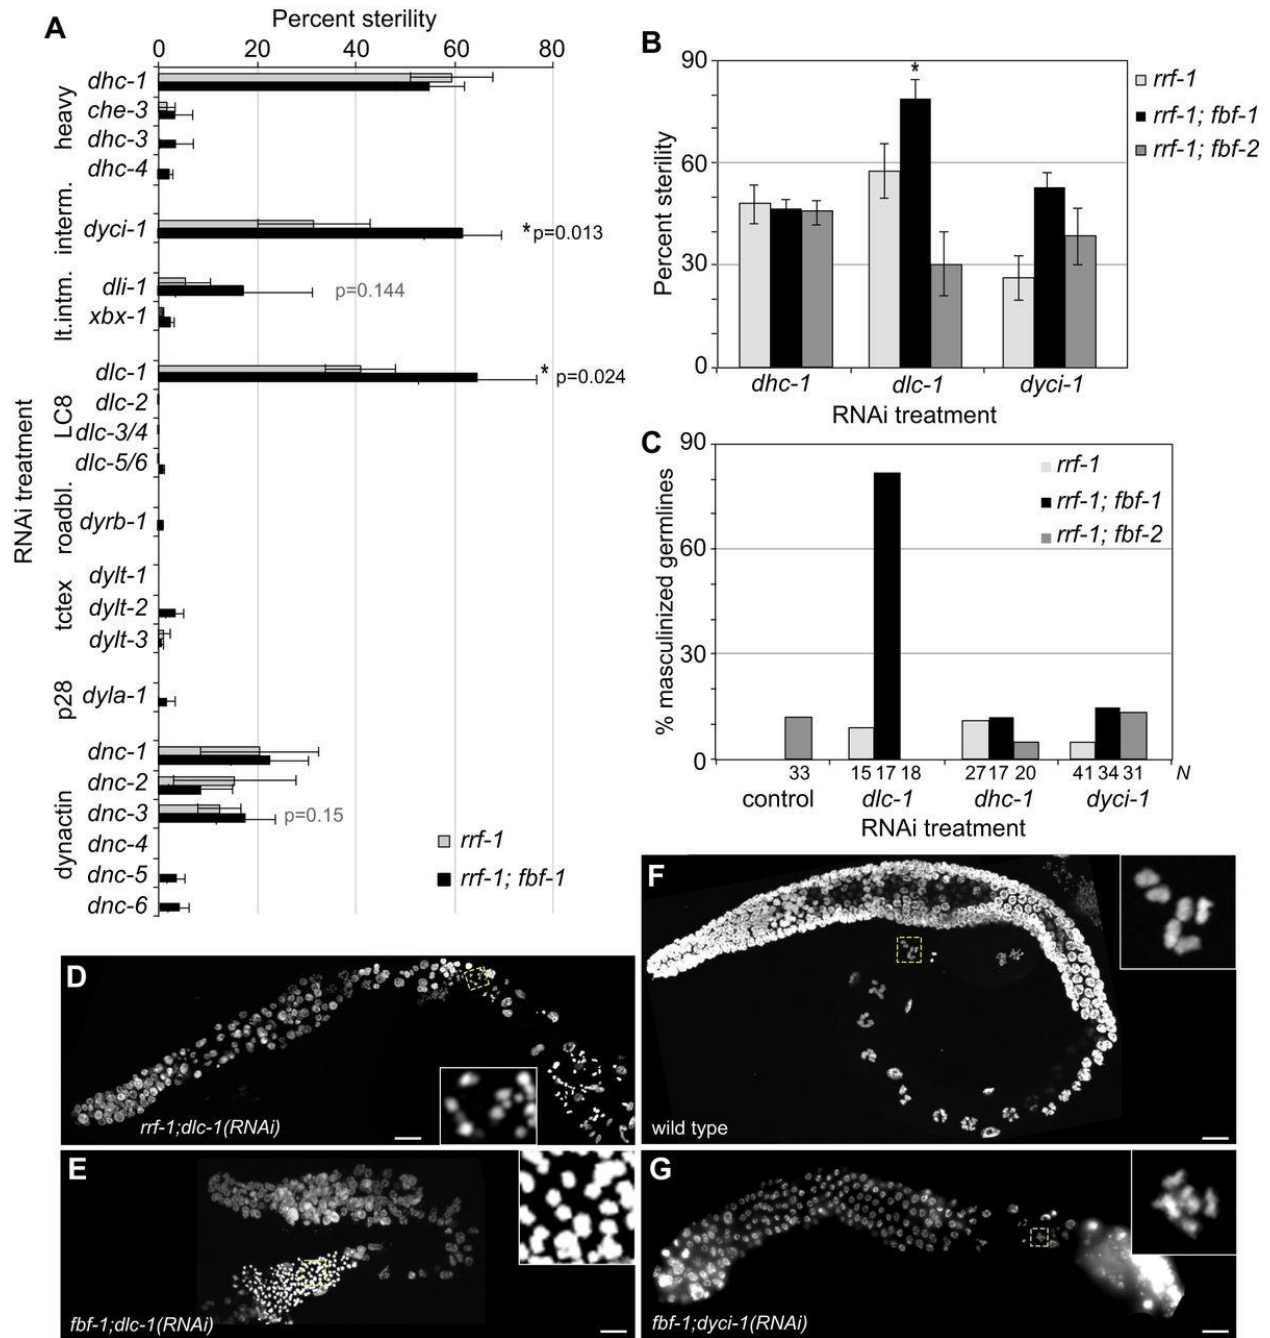 A
Percent sterility
0 20 40 60 80
RNAi treatment
heavy
dhc-1
che-3
dhc-3
dhc-4
interm.
dyci-1
*p=0.013
lt.intm.
dli-1
p=0.144
xbx-1
LC8
dlc-1
* p=0.024
dlc-2
dlc-3/4
dlc-5/6
roadbl.
dyrb-1
tctex
dylt-1
dylt-2
dylt-3
p28
dyla-1
dynactin
dnc-1
dnc-2
dnc-3
p=0.15
dnc-4
dnc-5
dnc-6
rrf-1
rrf-1; fbf-1
B
Percent sterility
90
60
30
0
*
rrf-1
rrf-1; fbf-1
rrf-1; fbf-2
dhc-1 dlc-1 dyci-1
RNAi treatment
C
% masculinized germlines
90
60
30
0
rrf-1
rrf-1; fbf-1
rrf-1; fbf-2
33 15 17 18 27 17 20 41 34 31 N
control dlc-1 dhc-1 dyci-1
RNAi treatment
D
rrf-1;dlc-1(RNAi)
E
fbf-1;dlc-1(RNAi)
F
wild type
G
fbf-1;dyci-1(RNAi)